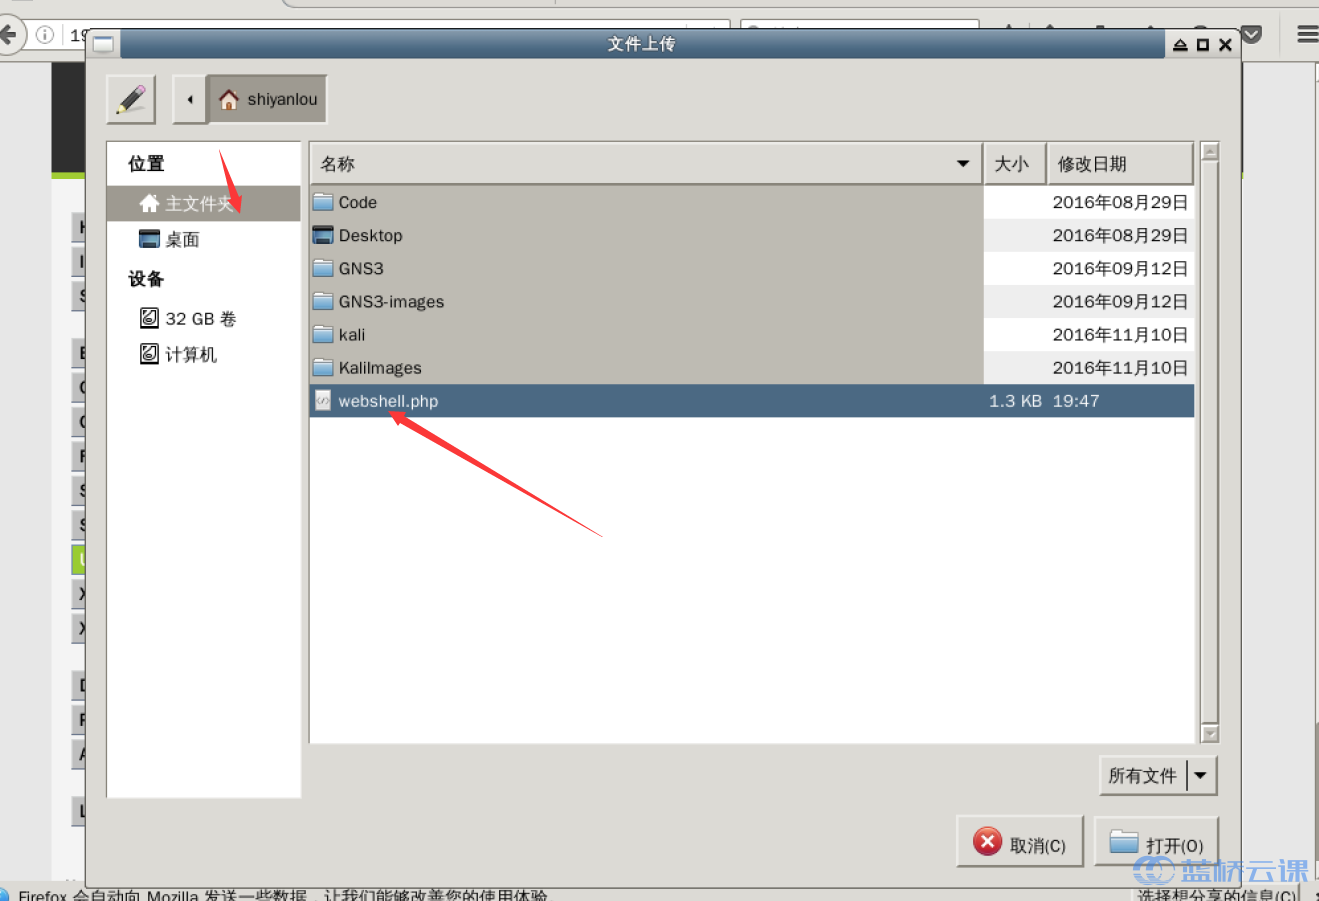 19
文件上传
shiyanlou
位置
主文件夹
桌面
设备
32 GB 卷
计算机
名称 大小 修改日期
Code 2016年08月29日
Desktop 2016年08月29日
GNS3 2016年09月12日
GNS3-images 2016年09月12日
kali 2016年11月10日
KaliImages 2016年11月10日
webshell.php 1.3 KB 19:47
所有文件
取消(C) 打开(O)
蓝桥云课
Firefox 会自动向 Mozilla 发送一些数据，让我们能够改善您的使用体验 选择想分享的信息(C)